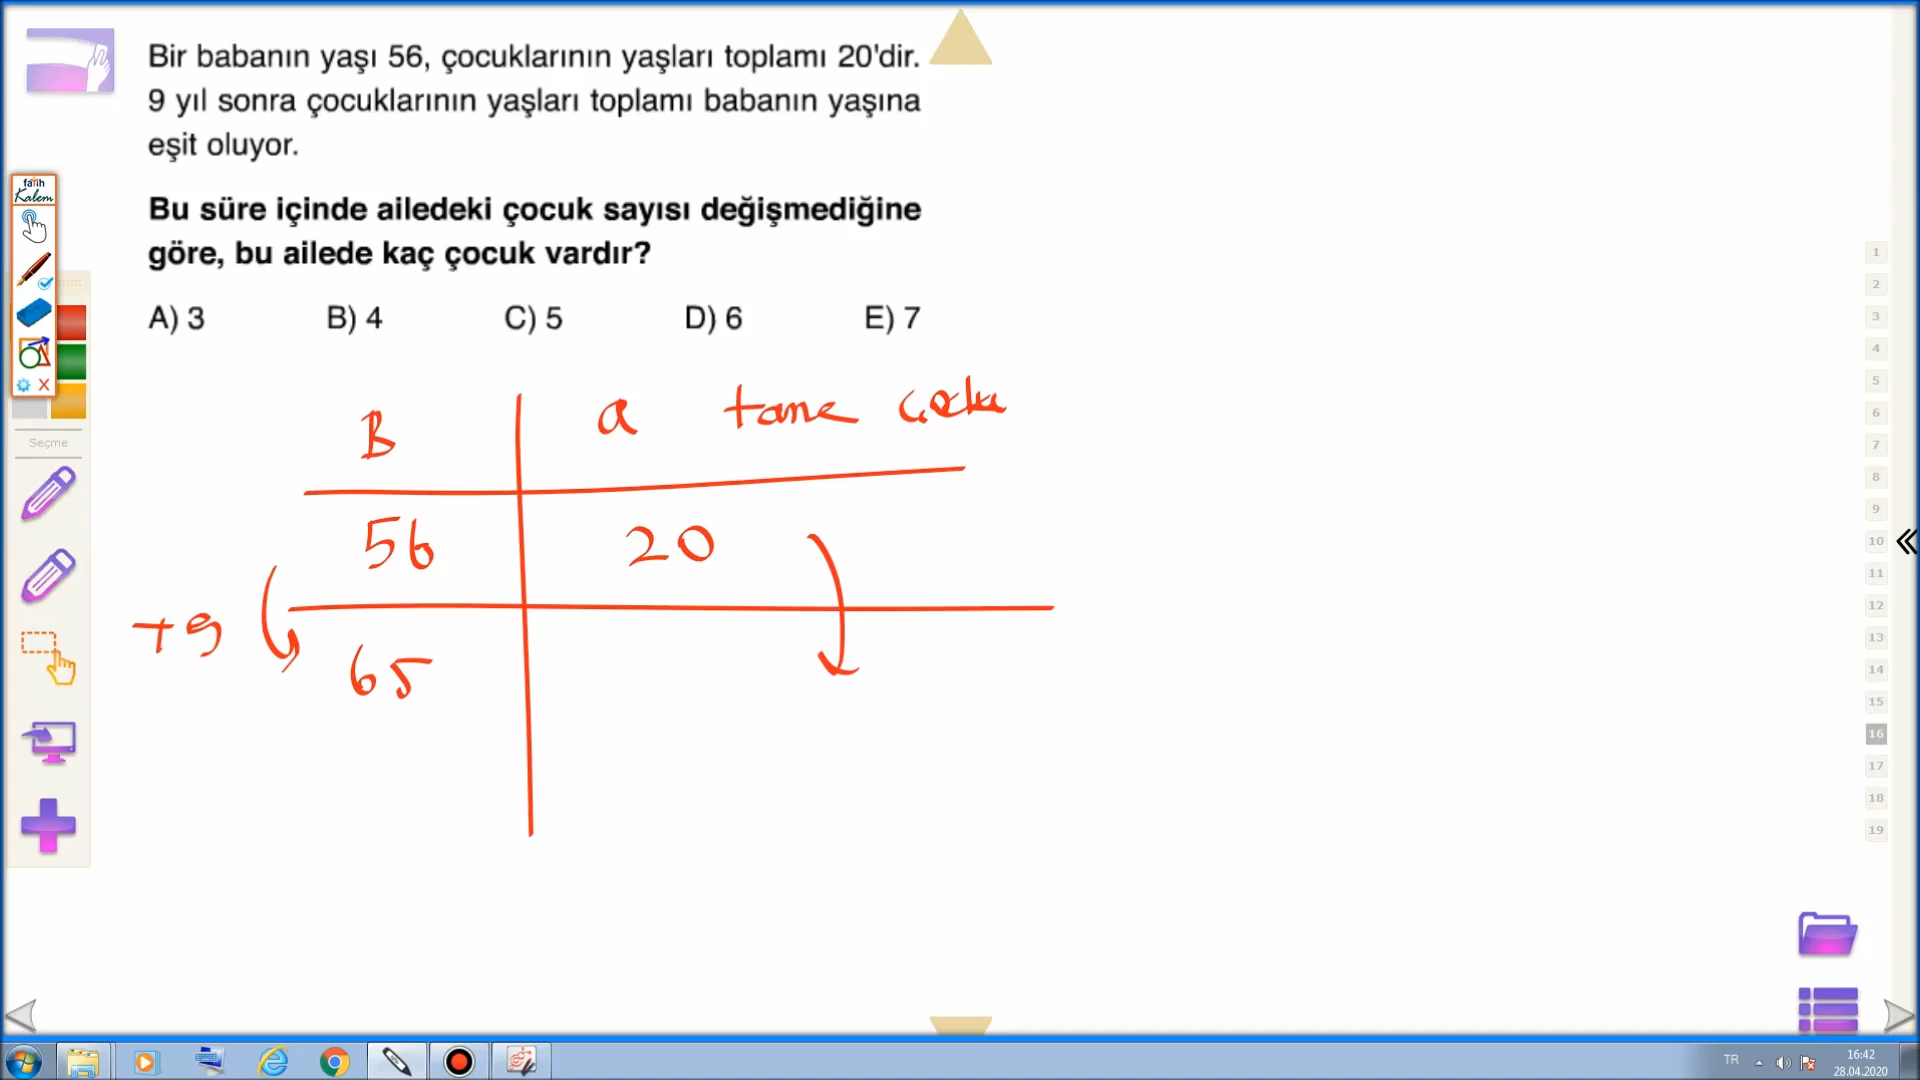 Bir babanın yaşı 56, çocuklarının yaşları toplamı 20'dir.
9 yıl sonra çocuklarının yaşları toplamı babanın yaşına
eşit oluyor.
fatih
Kalem
Bu süre içinde ailedeki çocuk sayısı değişmediğine
göre, bu ailede kaç çocuk vardır?
A) 3 B) 4 C) 5 D) 6 E) 7
B a tane
Seçme
56 20
+9
65
1
2
3
4
5
6
7
8
9
10
11
12
13
14
15
16
17
18
19
TR
16:42
28.04.2020